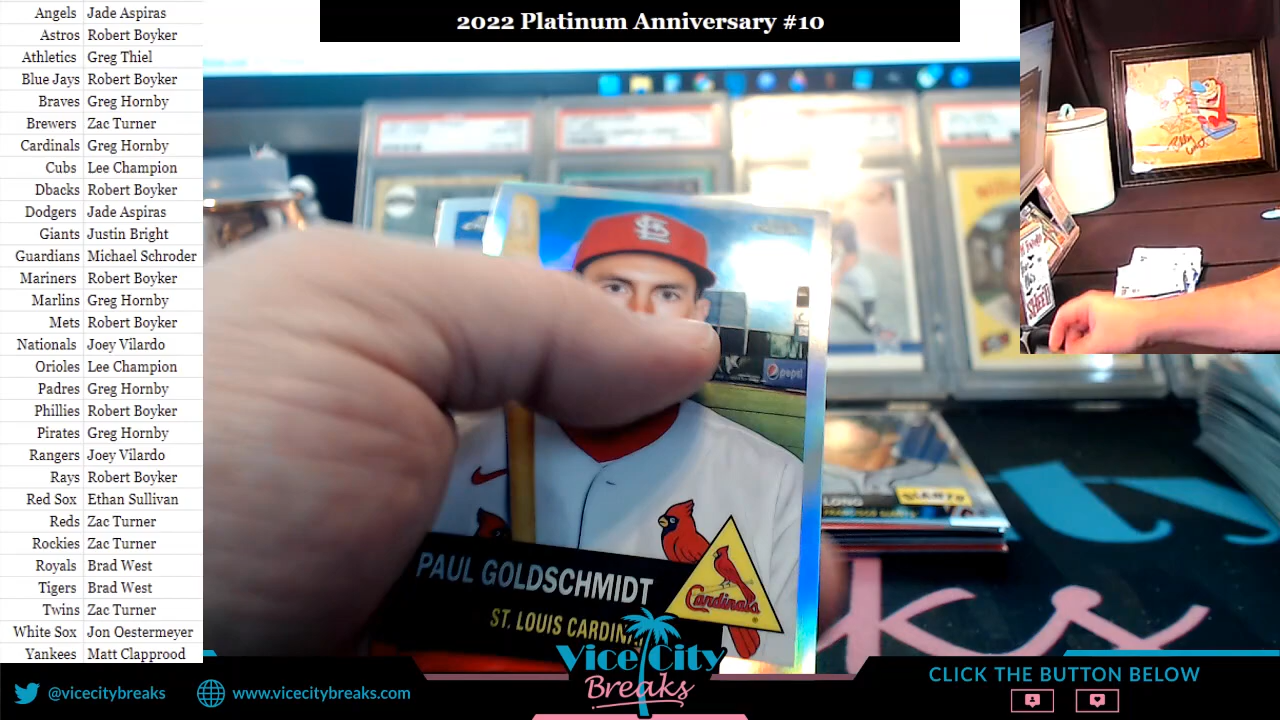 2022 Platinum Anniversary #10
Angels Jade Aspiras
Astros Robert Boyker
Athletics Greg Thiel
Blue Jays Robert Boyker
Braves Greg Hornby
Brewers Zac Turner
Cardinals Greg Hornby
Cubs Lee Champion
Dbacks Robert Boyker
Dodgers Jade Aspiras
Giants Justin Bright
Guardians Michael Schroder
Mariners Robert Boyker
Marlins Greg Hornby
Mets Robert Boyker
Nationals Joey Vilardo
Orioles Lee Champion
Padres Greg Hornby
Phillies Robert Boyker
Pirates Greg Hornby
Rangers Joey Vilardo
Rays Robert Boyker
Red Sox Ethan Sullivan
Reds Zac Turner
Rockies Zac Turner
Royals Brad West
Tigers Brad West
Twins Zac Turner
White Sox Jon Oestermeyer
Yankees Matt Clapprood
pepsi
LONG
GIANTS
PAUL GOLDSCHMIDT
ST. LOUIS
Cardinals
Vice City
Breaks
@vicecitybreaks
www.vicecitybreaks.com
CLICK THE BUTTON BELOW